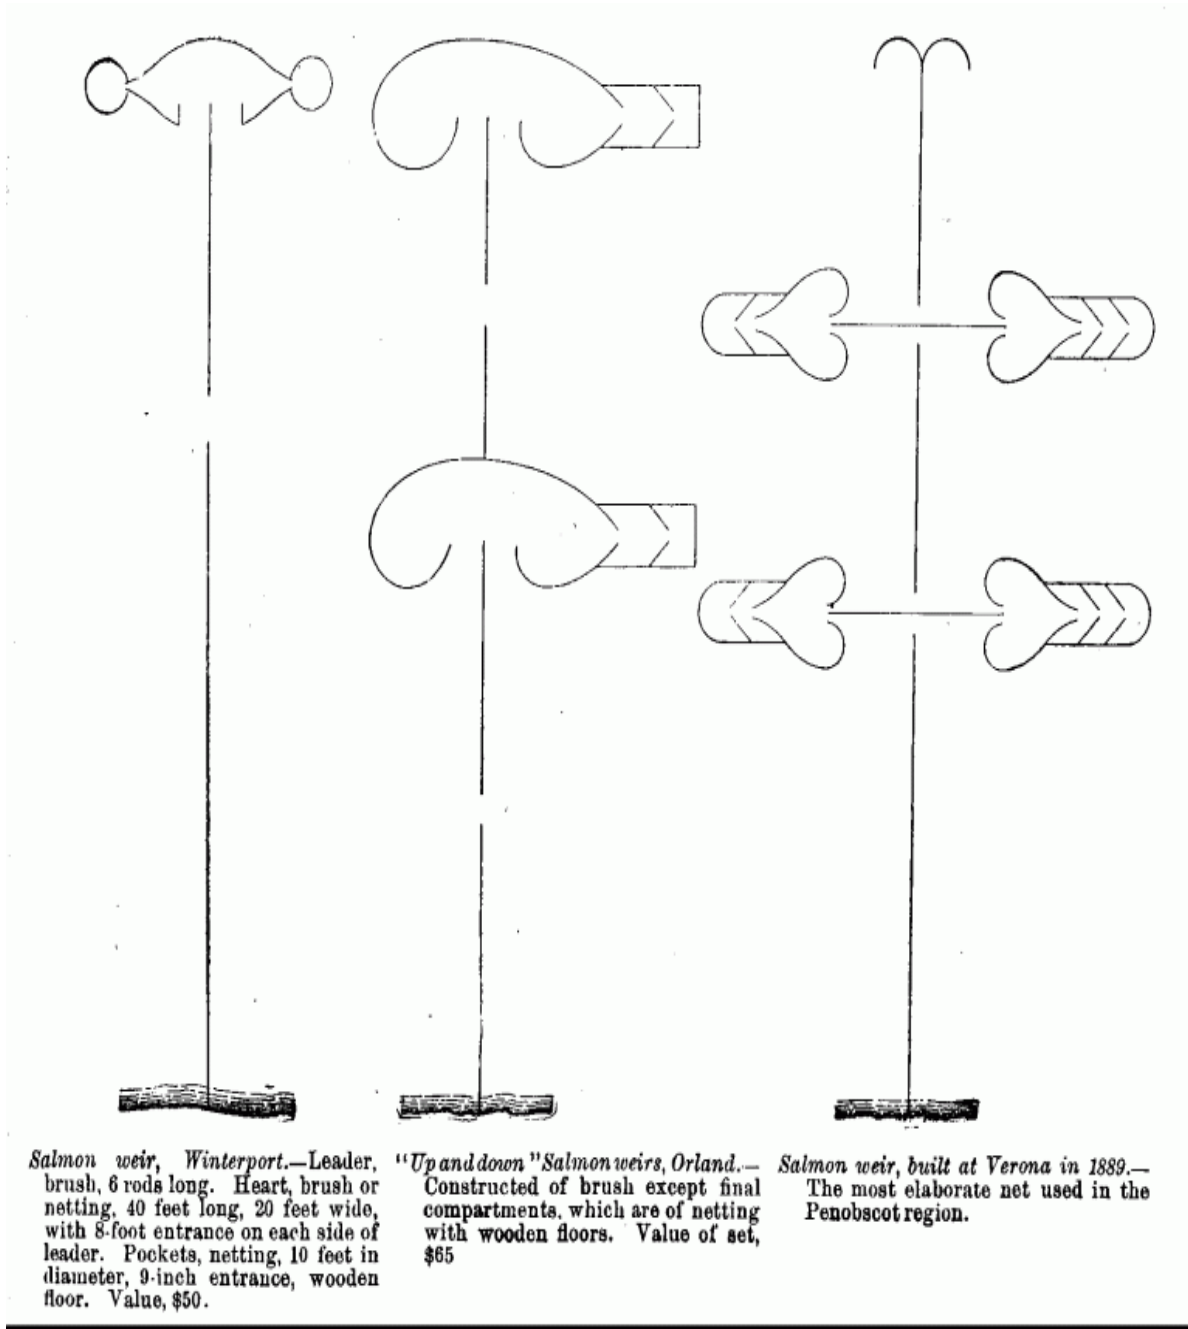 Salmon weir, Winterport.—Leader,
brush, 6 rods long. Heart, brush or
netting, 40 feet long, 20 feet wide,
with 8-foot entrance on each side of
leader. Pockets, netting, 10 feet in
diameter, 9-inch entrance, wooden
floor. Value, $50.
"Up and down" Salmon weirs, Orland.—
Constructed of brush except final
compartments, which are of netting
with wooden floors. Value of set,
$65
Salmon weir, built at Verona in 1889.—
The most elaborate net used in the
Penobscot region.